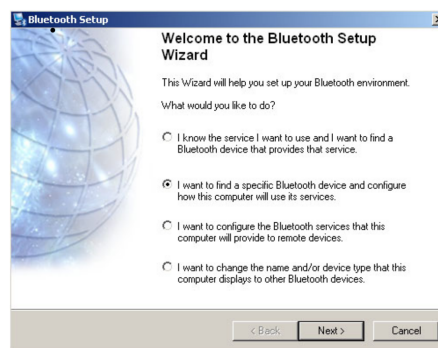 Bluetooth Setup
Welcome to the Bluetooth Setup
Wizard
This Wizard will help you set up your Bluetooth environment.
What would you like to do?
I know the service I want to use and I want to find a
Bluetooth device that provides that service.
I want to find a specific Bluetooth device and configure
how this computer will use its services.
I want to configure the Bluetooth services that this
computer will provide to remote devices.
I want to change the name and/or device type that this
computer displays to other Bluetooth devices.
< Back Next > Cancel